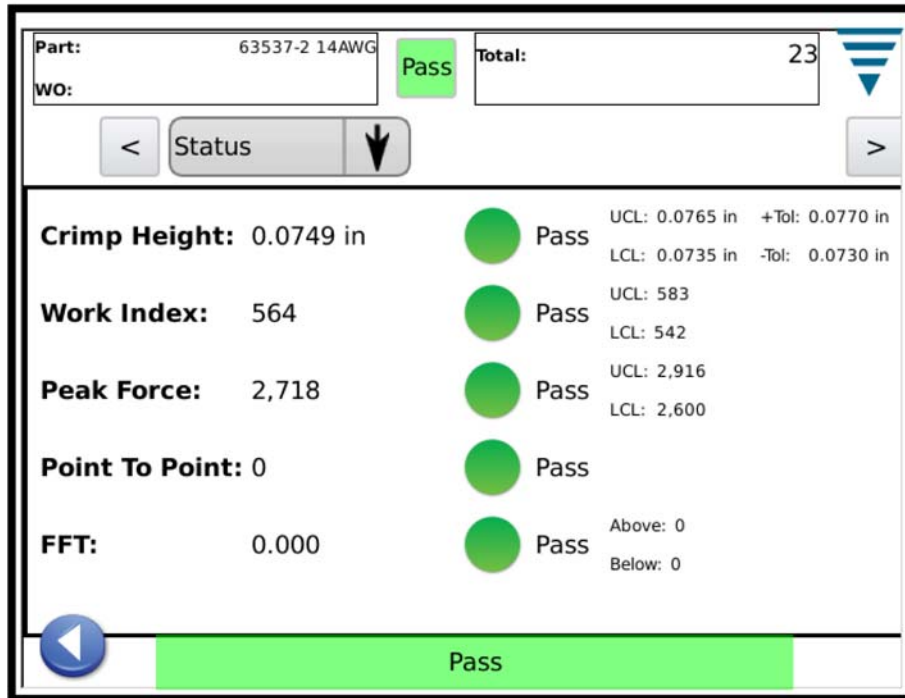 Part: 63537-2 14AWG
WO:
Pass
Total: 23
< Status >
Crimp Height: 0.0749 in Pass UCL: 0.0765 in +Tol: 0.0770 in
LCL: 0.0735 in -Tol: 0.0730 in
Work Index: 564 Pass UCL: 583
LCL: 542
Peak Force: 2,718 Pass UCL: 2,916
LCL: 2,600
Point To Point: 0 Pass
FFT: 0.000 Pass Above: 0
Below: 0
Pass